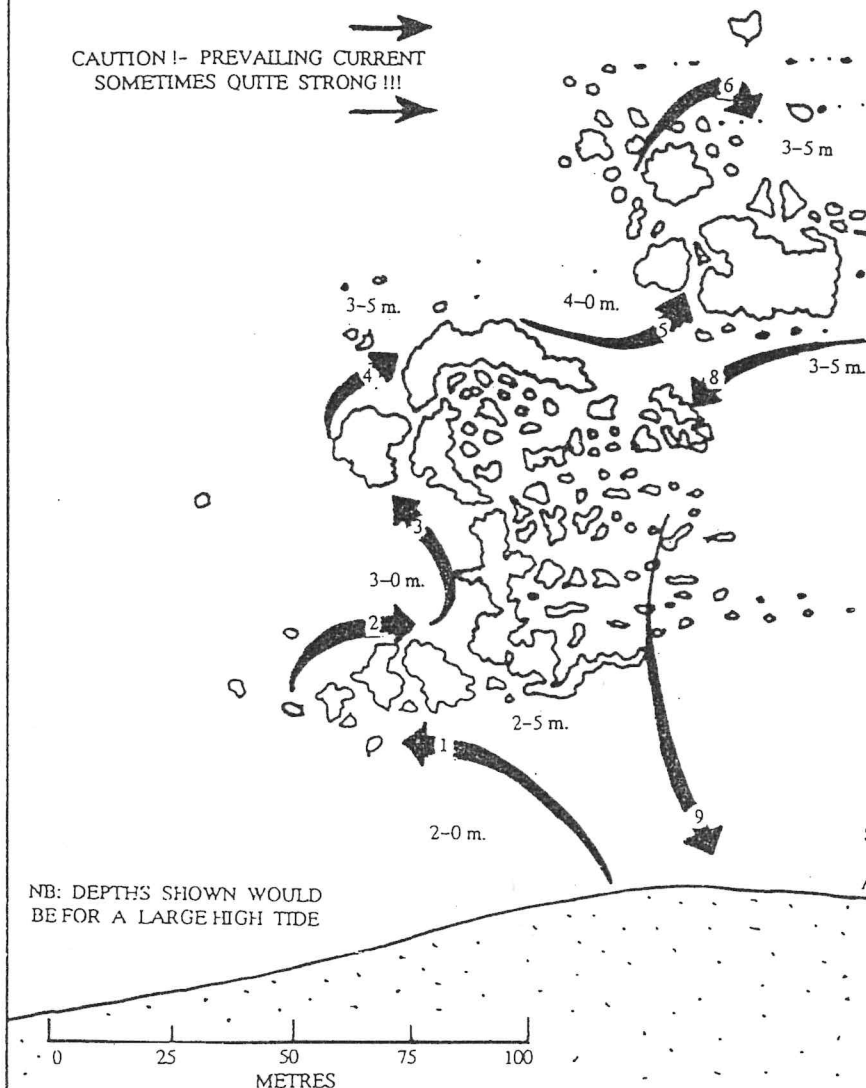 CAUTION !- PREVAILING CURRENT
SOMETIMES QUITE STRONG !!!
6
3-5 m
3-5 m.
4-0 m.
5
4
8
3-5 m.
3
3-0 m.
2
2-5 m.
1
2-0 m.
9
NB: DEPTHS SHOWN WOULD
BE FOR A LARGE HIGH TIDE
0 25 50 75 100
METRES